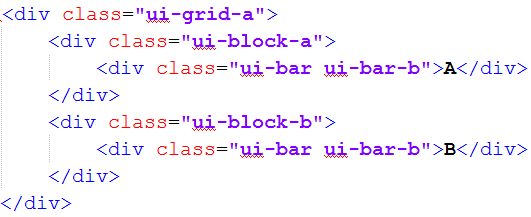 <div class="ui-grid-a">
    <div class="ui-block-a">
        <div class="ui-bar ui-bar-b">A</div>
    </div>
    <div class="ui-block-b">
        <div class="ui-bar ui-bar-b">B</div>
    </div>
</div>